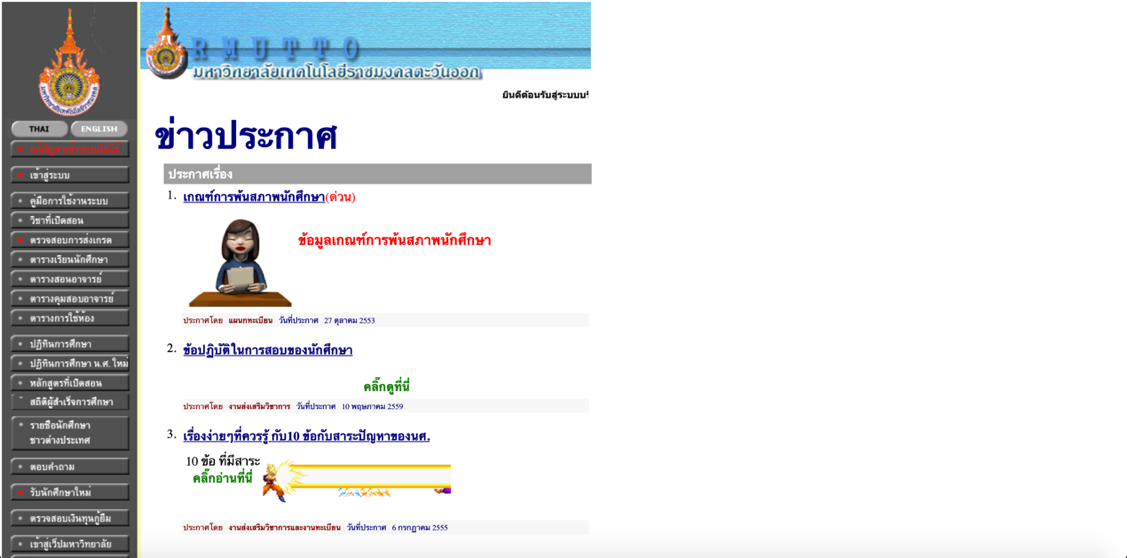 RMUTTO
มหาวิทยาลัยเทคโนโลยีราชมงคลตะวันออก
ยินดีต้อนรับสู่ระบบ
THAI
ENGLISH
เข้าสู่ระบบ
คู่มือการใช้งานระบบ
วิชาที่เปิดสอน
ตรวจสอบการส่งเกรด
ตารางเรียนนักศึกษา
ตารางสอนอาจารย์
ตารางคุมสอบอาจารย์
ตารางการใช้ห้อง
ปฏิทินการศึกษา
ปฏิทินการศึกษา น.ศ. ใหม่
หลักสูตรที่เปิดสอน
สถิติผู้สำเร็จการศึกษา
รายชื่อนักศึกษา
ชาวต่างประเทศ
ตอบคำถาม
รับนักศึกษาใหม่
ตรวจสอบเงินทุนกู้ยืม
เข้าสู่เว็ปมหาวิทยาลัย
ข่าวประกาศ
ประกาศเรื่อง
1. เกณฑ์การพ้นสภาพนักศึกษา(ด่วน)
ข้อมูลเกณฑ์การพ้นสภาพนักศึกษา
ประกาศโดย แผนกทะเบียน วันที่ประกาศ 27 ตุลาคม 2553
2. ข้อปฏิบัติในการสอบของนักศึกษา
คลิ๊กดูที่นี่
ประกาศโดย งานส่งเสริมวิชาการ วันที่ประกาศ 10 พฤษภาคม 2559
3. เรื่องง่ายๆที่ควรรู้ กับ10 ข้อกับสาระปัญหาของนศ.
10 ข้อ ที่มีสาระ
คลิ๊กอ่านที่นี่
ประกาศโดย งานส่งเสริมวิชาการและงานทะเบียน วันที่ประกาศ 6 กรกฎาคม 2555